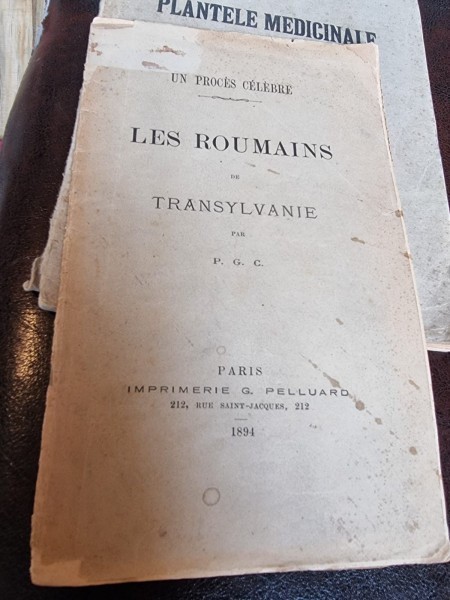 PLANTELE MEDICINALE
UN PROCÈS CÉLÈBRE
LES ROUMAINS
DE
TRANSYLVANIE
PAR
P. G. C.
PARIS
IMPRIMERIE G. PELLUARD
212, RUE SAINT-JACQUES, 212
1894